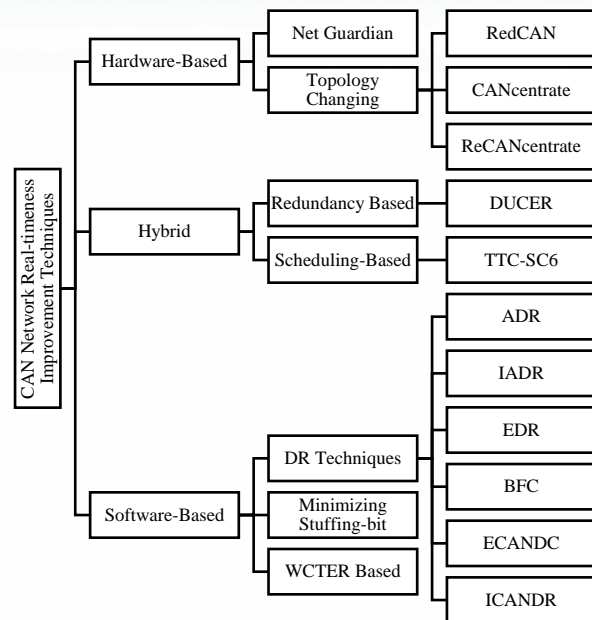 CAN Network Real-timeness
Improvement Techniques
Hardware-Based
Net Guardian
Topology
Changing
RedCAN
CANcentrate
ReCANcentrate
Hybrid
Redundancy Based
DUCER
Scheduling-Based
TTC-SC6
Software-Based
DR Techniques
ADR
IADR
EDR
BFC
ECANDC
ICANDR
Minimizing
Stuffing-bit
WCTER Based